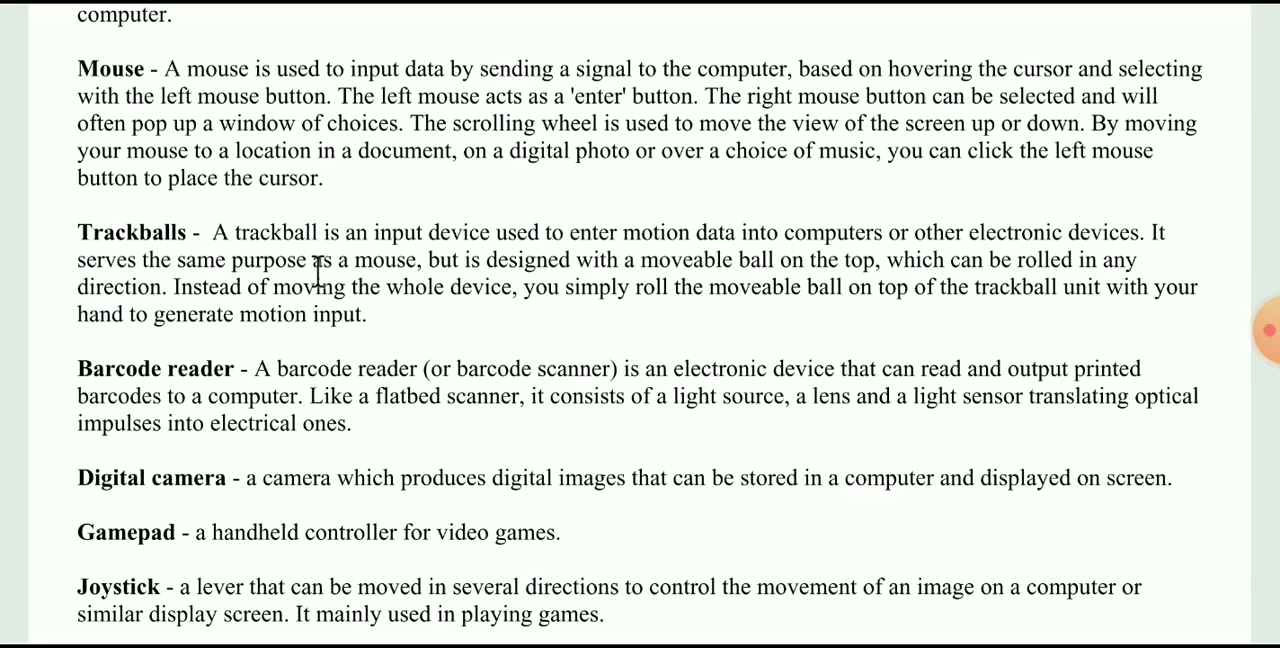 computer.
Mouse - A mouse is used to input data by sending a signal to the computer, based on hovering the cursor and selecting
with the left mouse button. The left mouse acts as a 'enter' button. The right mouse button can be selected and will
often pop up a window of choices. The scrolling wheel is used to move the view of the screen up or down. By moving
your mouse to a location in a document, on a digital photo or over a choice of music, you can click the left mouse
button to place the cursor.
Trackballs -  A trackball is an input device used to enter motion data into computers or other electronic devices. It
serves the same purpose as a mouse, but is designed with a moveable ball on the top, which can be rolled in any
direction. Instead of moving the whole device, you simply roll the moveable ball on top of the trackball unit with your
hand to generate motion input.
Barcode reader - A barcode reader (or barcode scanner) is an electronic device that can read and output printed
barcodes to a computer. Like a flatbed scanner, it consists of a light source, a lens and a light sensor translating optical
impulses into electrical ones.
Digital camera - a camera which produces digital images that can be stored in a computer and displayed on screen.
Gamepad - a handheld controller for video games.
Joystick - a lever that can be moved in several directions to control the movement of an image on a computer or
similar display screen. It mainly used in playing games.